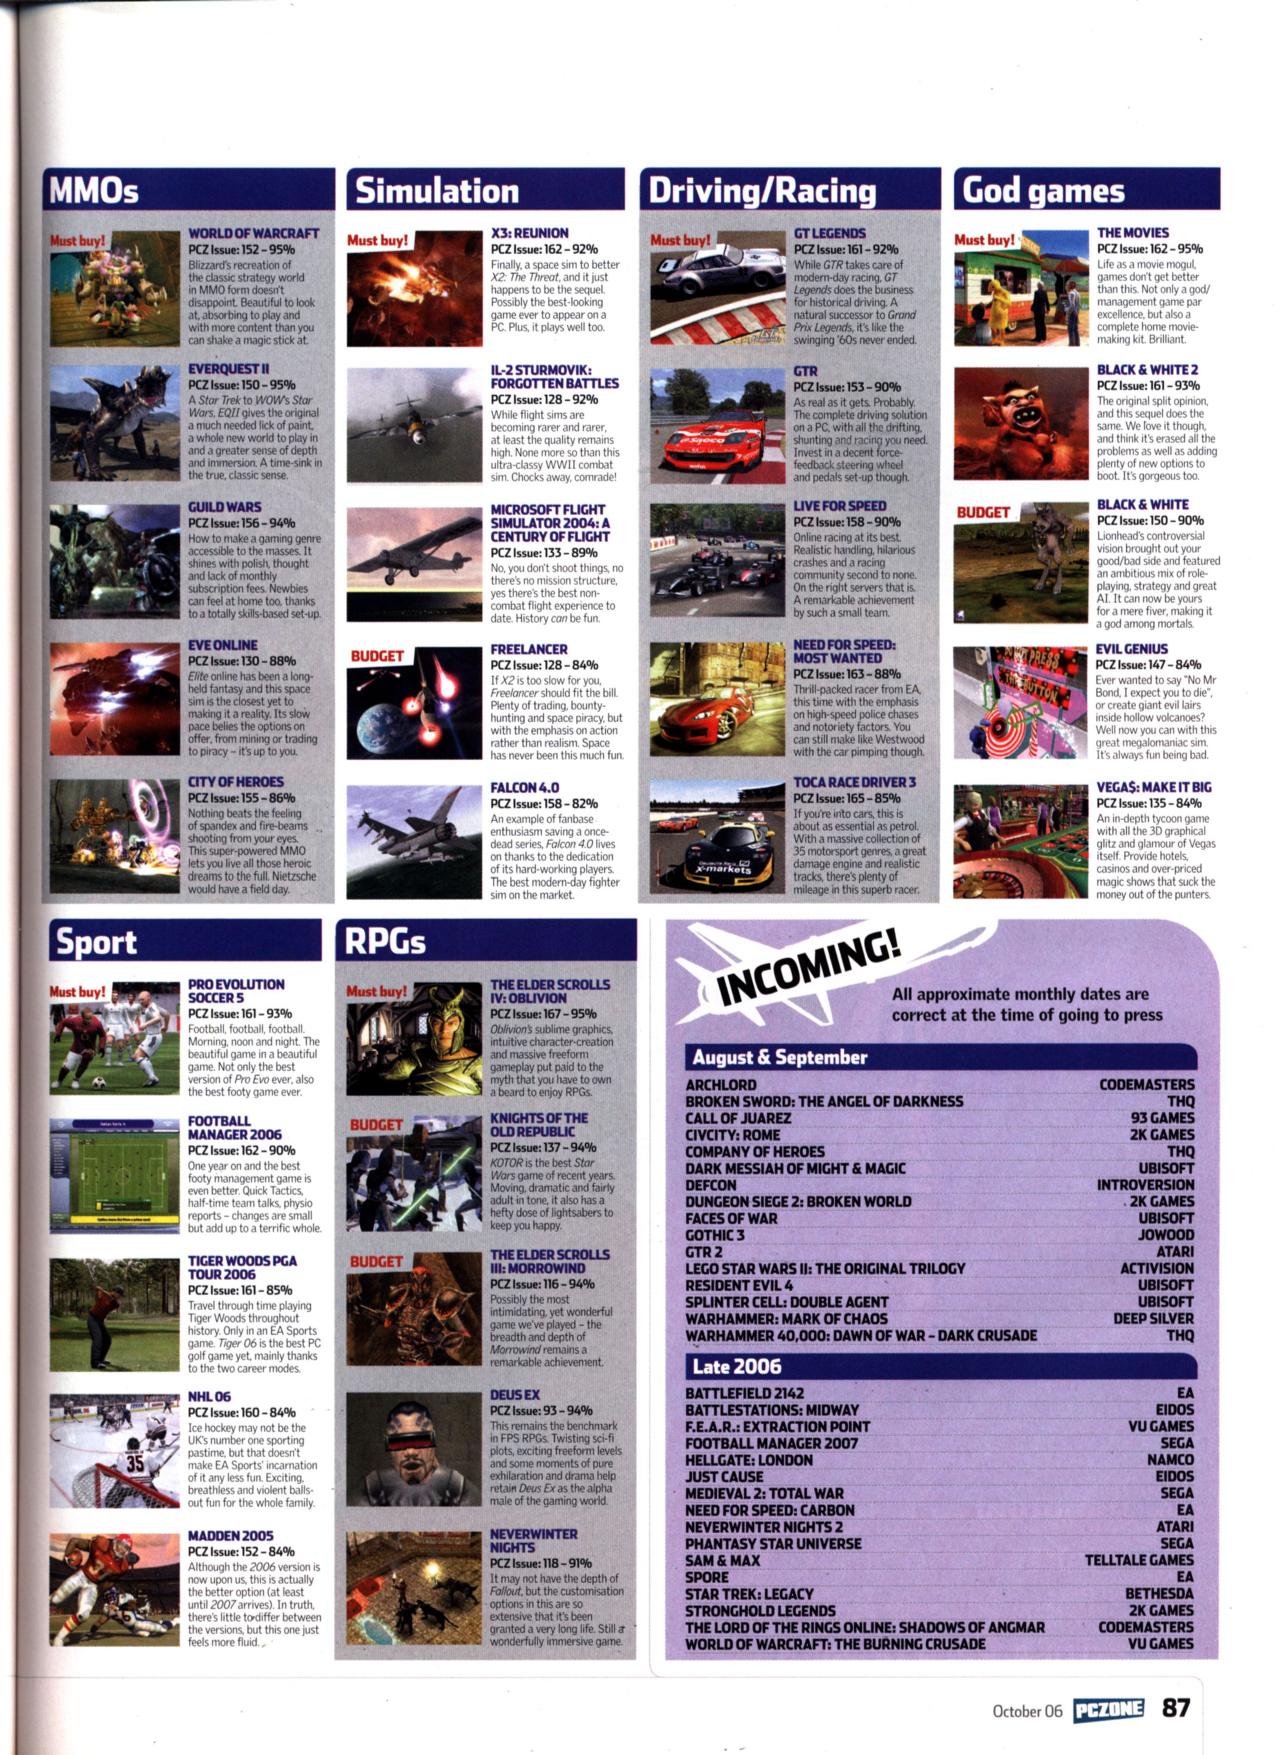 MMOs
Must buy!
WORLD OF WARCRAFT
PCZ Issue: 152 – 95%
Blizzard's recreation of
the classic strategy world
in MMO form doesn't
disappoint. Beautiful to look
at, absorbing to play and
with more content than you
can shake a magic stick at.
EVERQUEST II
PCZ Issue: 150 – 95%
A Star Trek to WOW's Star
Wars, EQII gives the original
a much needed lick of paint,
a whole new world to play in
and a greater sense of depth
and immersion. A time-sink in
the true, classic sense.
GUILD WARS
PCZ Issue: 156 – 94%
How to make a gaming genre
accessible to the masses. It
shines with polish, thought
and lack of monthly
subscription fees. Newbies
can feel at home too, thanks
to a totally skills-based set-up.
EVE ONLINE
PCZ Issue: 130 – 88%
Elite online has been a long-
held fantasy and this space
sim is the closest yet to
making it a reality. Its slow
pace belies the options on
offer, from mining or trading
to piracy – it's up to you.
CITY OF HEROES
PCZ Issue: 155 – 86%
Nothing beats the feeling
of spandex and fire-beams
shooting from your eyes.
This super-powered MMO
lets you live all those heroic
dreams to the full. Nietzsche
would have a field day.
Simulation
Must buy!
X3: REUNION
PCZ Issue: 162 – 92%
Finally, a space sim to better
X2: The Threat, and it just
happens to be the sequel.
Possibly the best-looking
game ever to appear on a
PC. Plus, it plays well too.
IL-2 STURMOVIK:
FORGOTTEN BATTLES
PCZ Issue: 128 – 92%
While flight sims are
becoming rarer and rarer,
at least the quality remains
high. None more so than this
ultra-classy WWII combat
sim. Chocks away, comrade!
MICROSOFT FLIGHT
SIMULATOR 2004: A
CENTURY OF FLIGHT
PCZ Issue: 133 – 89%
No, you don't shoot things, no
there's no mission structure,
yes there's the best non-
combat flight experience to
date. History can be fun.
BUDGET
FREELANCER
PCZ Issue: 128 – 84%
If X2 is too slow for you,
Freelancer should fit the bill.
Plenty of trading, bounty-
hunting and space piracy, but
with the emphasis on action
rather than realism. Space
has never been this much fun.
FALCON 4.0
PCZ Issue: 158 – 82%
An example of fanbase
enthusiasm saving a once-
dead series, Falcon 4.0 lives
on thanks to the dedication
of its hard-working players.
The best modern-day fighter
sim on the market.
Driving/Racing
Must buy!
GT LEGENDS
PCZ Issue: 161 – 92%
While GTR takes care of
modern-day racing, GT
Legends does the business
for historical driving. A
natural successor to Grand
Prix Legends, it's like the
swinging '60s never ended.
GTR
PCZ Issue: 153 – 90%
As real as it gets. Probably.
The complete driving solution
on a PC, with all the drifting,
shunting and racing you need.
Invest in a decent force-
feedback steering wheel
and pedals set-up though.
LIVE FOR SPEED
PCZ Issue: 158 – 90%
Online racing at its best.
Realistic handling, hilarious
crashes and a racing
community second to none.
On the right servers that is.
A remarkable achievement
by such a small team.
NEED FOR SPEED:
MOST WANTED
PCZ Issue: 163 – 88%
Thrill-packed racer from EA,
this time with the emphasis
on high-speed police chases
and notoriety factors. You
can still make like Westwood
with the car pimping though.
x-markets
TOCA RACE DRIVER 3
PCZ Issue: 165 – 85%
If you're into cars, this is
about as essential as petrol.
With a massive collection of
35 motorsport genres, a great
damage engine and realistic
tracks, there's plenty of
mileage in this superb racer.
God games
Must buy!
THE MOVIES
PCZ Issue: 162 – 95%
Life as a movie mogul,
games don't get better
than this. Not only a god/
management game par
excellence, but also a
complete home movie-
making kit. Brilliant.
BLACK & WHITE 2
PCZ Issue: 161 – 93%
The original split opinion,
and this sequel does the
same. We love it though,
and think it's erased all the
problems as well as adding
plenty of new options to
boot. It's gorgeous too.
BUDGET
BLACK & WHITE
PCZ Issue: 150 – 90%
Lionhead's controversial
vision brought out your
good/bad side and featured
an ambitious mix of role-
playing, strategy and great
AI. It can now be yours
for a mere fiver, making it
a god among mortals.
EVIL GENIUS
PCZ Issue: 147 – 84%
Ever wanted to say "No Mr
Bond, I expect you to die",
or create giant evil lairs
inside hollow volcanoes?
Well now you can with this
great megalomaniac sim.
It's always fun being bad.
VEGA$: MAKE IT BIG
PCZ Issue: 135 – 84%
An in-depth tycoon game
with all the 3D graphical
glitz and glamour of Vegas
itself. Provide hotels,
casinos and over-priced
magic shows that suck the
money out of the punters.
Sport
Must buy!
PRO EVOLUTION
SOCCER 5
PCZ Issue: 161 – 93%
Football, football, football.
Morning, noon and night. The
beautiful game in a beautiful
game. Not only the best
version of Pro Evo ever, also
the best footy game ever.
FOOTBALL
MANAGER 2006
PCZ Issue: 162 – 90%
One year on and the best
footy management game is
even better. Quick Tactics,
half-time team talks, physio
reports – changes are small
but add up to a terrific whole.
TIGER WOODS PGA
TOUR 2006
PCZ Issue: 161 – 85%
Travel through time playing
Tiger Woods throughout
history. Only in an EA Sports
game. Tiger 06 is the best PC
golf game yet, mainly thanks
to the two career modes.
35
NHL 06
PCZ Issue: 160 – 84%
Ice hockey may not be the
UK's number one sporting
pastime, but that doesn't
make EA Sports' incarnation
of it any less fun. Exciting,
breathless and violent balls-
out fun for the whole family.
MADDEN 2005
PCZ Issue: 152 – 84%
Although the 2006 version is
now upon us, this is actually
the better option (at least
until 2007 arrives). In truth,
there's little to differ between
the versions, but this one just
feels more fluid.
RPGs
Must buy!
THE ELDER SCROLLS
IV: OBLIVION
PCZ Issue: 167 – 95%
Oblivion's sublime graphics,
intuitive character-creation
and massive freeform
gameplay put paid to the
myth that you have to own
a beard to enjoy RPGs.
BUDGET
KNIGHTS OF THE
OLD REPUBLIC
PCZ Issue: 137 – 94%
KOTOR is the best Star
Wars game of recent years.
Moving, dramatic and fairly
adult in tone, it also has a
hefty dose of lightsabers to
keep you happy.
BUDGET
THE ELDER SCROLLS
III: MORROWIND
PCZ Issue: 116 – 94%
Possibly the most
intimidating, yet wonderful
game we've played – the
breadth and depth of
Morrowind remains a
remarkable achievement.
DEUS EX
PCZ Issue: 93 – 94%
This remains the benchmark
in FPS RPGs. Twisting sci-fi
plots, exciting freeform levels
and some moments of pure
exhilaration and drama help
retain Deus Ex as the alpha
male of the gaming world.
NEVERWINTER
NIGHTS
PCZ Issue: 118 – 91%
It may not have the depth of
Fallout, but the customisation
options in this are so
extensive that it's been
granted a very long life. Still a
wonderfully immersive game.
INCOMING!
All approximate monthly dates are
correct at the time of going to press
August & September
ARCHLORD CODEMASTERS
BROKEN SWORD: THE ANGEL OF DARKNESS THQ
CALL OF JUAREZ 93 GAMES
CIVCITY: ROME 2K GAMES
COMPANY OF HEROES THQ
DARK MESSIAH OF MIGHT & MAGIC UBISOFT
DEFCON INTROVERSION
DUNGEON SIEGE 2: BROKEN WORLD 2K GAMES
FACES OF WAR UBISOFT
GOTHIC 3 JOWOOD
GTR 2 ATARI
LEGO STAR WARS II: THE ORIGINAL TRILOGY ACTIVISION
RESIDENT EVIL 4 UBISOFT
SPLINTER CELL: DOUBLE AGENT UBISOFT
WARHAMMER: MARK OF CHAOS DEEP SILVER
WARHAMMER 40,000: DAWN OF WAR – DARK CRUSADE THQ
Late 2006
BATTLEFIELD 2142 EA
BATTLESTATIONS: MIDWAY EIDOS
F.E.A.R.: EXTRACTION POINT VU GAMES
FOOTBALL MANAGER 2007 SEGA
HELLGATE: LONDON NAMCO
JUST CAUSE EIDOS
MEDIEVAL 2: TOTAL WAR SEGA
NEED FOR SPEED: CARBON EA
NEVERWINTER NIGHTS 2 ATARI
PHANTASY STAR UNIVERSE SEGA
SAM & MAX TELLTALE GAMES
SPORE EA
STAR TREK: LEGACY BETHESDA
STRONGHOLD LEGENDS 2K GAMES
THE LORD OF THE RINGS ONLINE: SHADOWS OF ANGMAR CODEMASTERS
WORLD OF WARCRAFT: THE BURNING CRUSADE VU GAMES
October 06 PCZONE 87